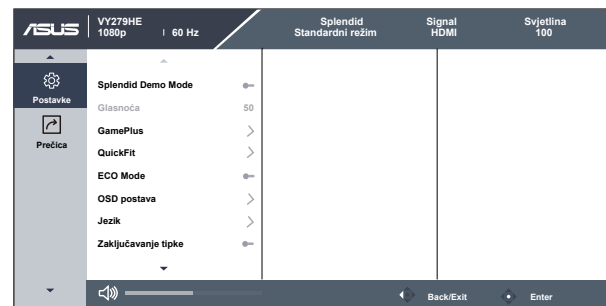 ASUS
VY279HE
1080p | 60 Hz
Splendid
Standardni režim
Signal
HDMI
Svjetlina
100
Postavke
Prečica
Splendid Demo Mode
Glasnoća 50
GamePlus
QuickFit
ECO Mode
OSD postava
Jezik
Zaključavanje tipke
Back/Exit
Enter